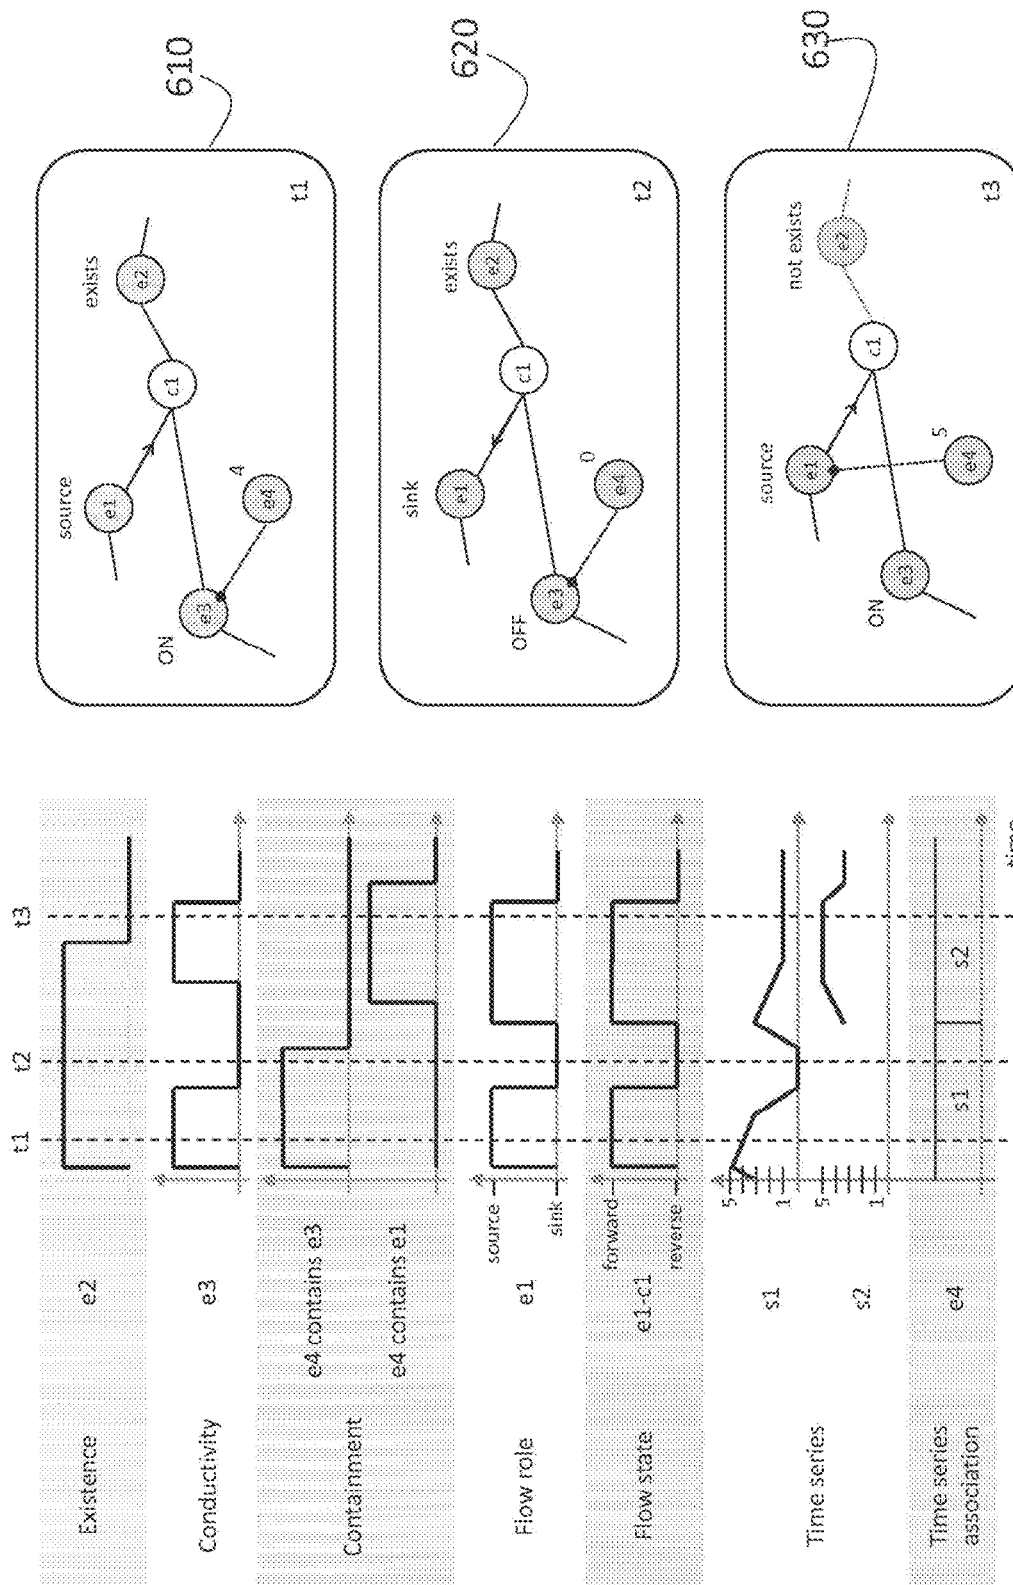 t1
t2
t3
Existence
e2
Conductivity
e3
Containment
e4 contains e3
e4 contains e1
Flow role
e1
source
sink
Flow state
e1-c1
forward
reverse
Time series
s1
5
1
s2
5
1
Time series
association
e4
s1
s2
time
610
source
exists
e1
e2
c1
ON
e3
e4
4
t1
620
sink
exists
e1
e2
c1
OFF
e3
e4
0
t2
630
source
not exists
e1
e2
c1
ON
e3
e4
5
t3